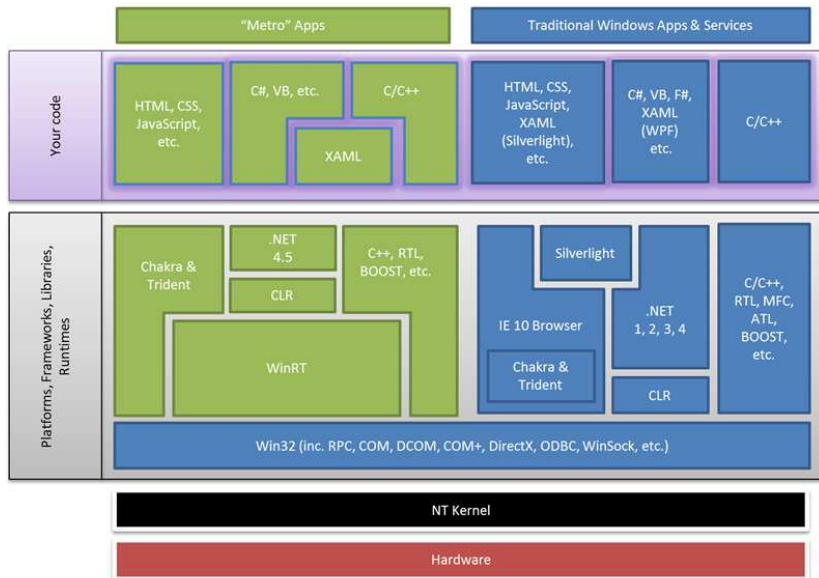 “Metro” Apps
Traditional Windows Apps & Services
Your code
HTML, CSS,
JavaScript,
etc.
C#, VB, etc.
C/C++
XAML
HTML, CSS,
JavaScript,
XAML
(Silverlight),
etc.
C#, VB, F#,
XAML
(WPF)
etc.
C/C++
Platforms, Frameworks, Libraries,
Runtimes
Chakra &
Trident
.NET
4.5
CLR
C++, RTL,
BOOST, etc.
WinRT
Silverlight
IE 10 Browser
Chakra &
Trident
.NET
1, 2, 3, 4
CLR
C/C++,
RTL, MFC,
ATL,
BOOST,
etc.
Win32 (inc. RPC, COM, DCOM, COM+, DirectX, ODBC, WinSock, etc.)
NT Kernel
Hardware